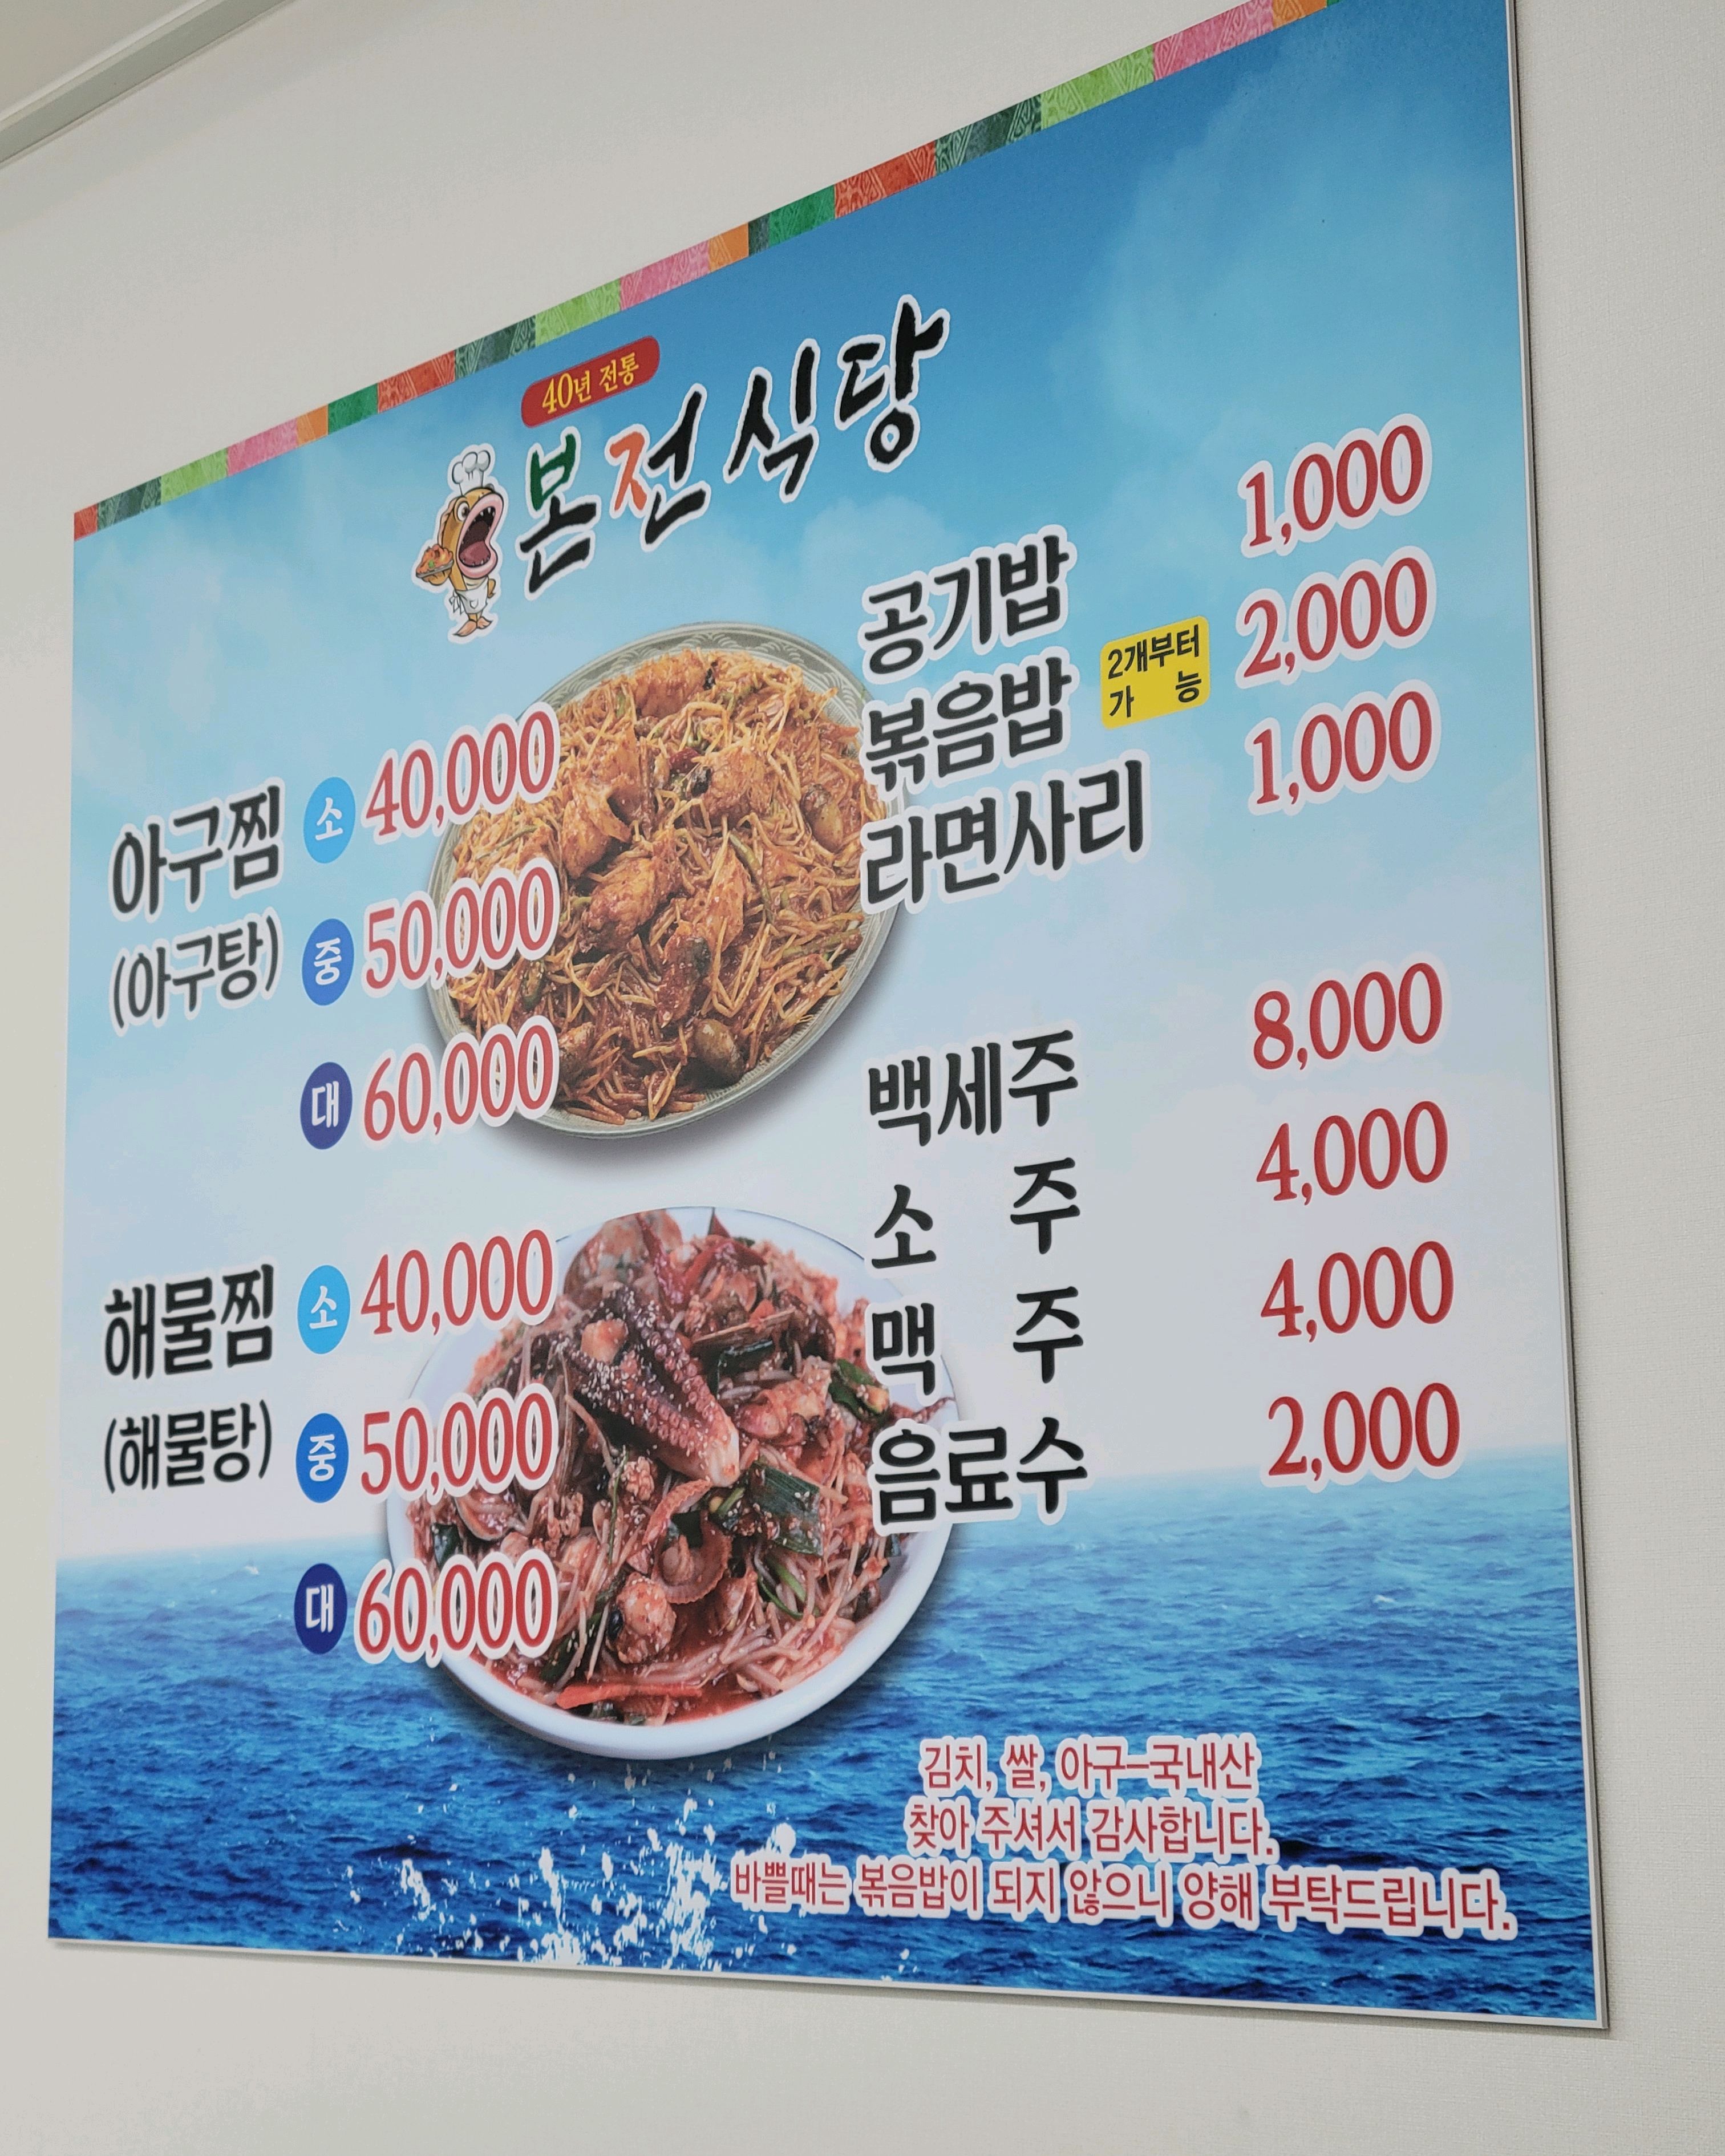 40년 전통
본전식당
아구찜 소 40,000
(아구탕) 중 50,000
대 60,000
해물찜 소 40,000
(해물탕) 중 50,000
대 60,000
공기밥 1,000
볶음밥 2개부터 가능 2,000
라면사리 1,000
백세주 8,000
소주 4,000
맥주 4,000
음료수 2,000
김치, 쌀, 아구-국내산
찾아 주셔서 감사합니다.
바쁠때는 볶음밥이 되지 않으니 양해 부탁드립니다.